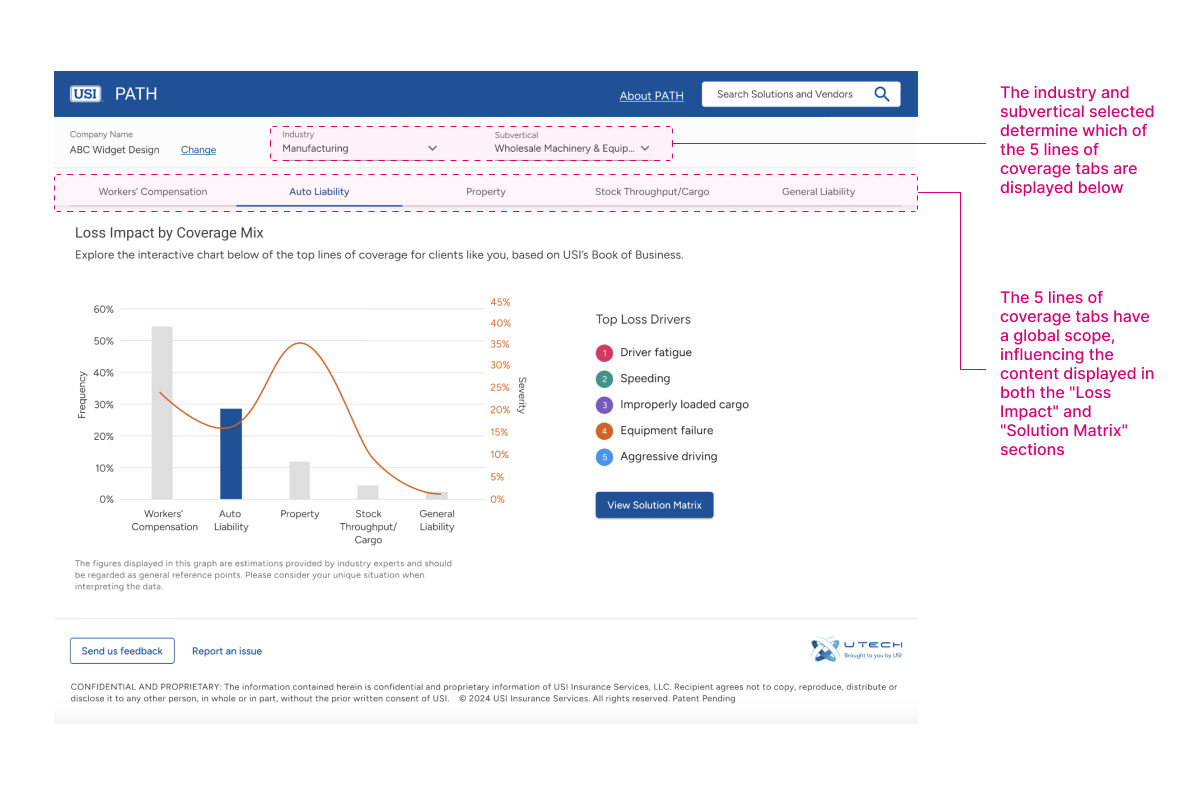 USI PATH
About PATH
Search Solutions and Vendors
Company Name
ABC Widget Design
Change
Industry
Manufacturing
Subvertical
Wholesale Machinery & Equip...
Workers' Compensation
Auto Liability
Property
Stock Throughput/Cargo
General Liability
Loss Impact by Coverage Mix
Explore the interactive chart below of the top lines of coverage for clients like you, based on USI's Book of Business.
Frequency
60%
50%
40%
30%
20%
10%
0%
45%
40%
35%
30%
25%
20%
15%
10%
5%
0%
Severity
Workers'
Compensation
Auto
Liability
Property
Stock
Throughput/
Cargo
General
Liability
The figures displayed in this graph are estimations provided by industry experts and should
be regarded as general reference points. Please consider your unique situation when
interpreting the data.
Top Loss Drivers
1 Driver fatigue
2 Speeding
3 Improperly loaded cargo
4 Equipment failure
5 Aggressive driving
View Solution Matrix
Send us feedback
Report an issue
UTECH
Brought to you by USI
CONFIDENTIAL AND PROPRIETARY: The information contained herein is confidential and proprietary information of USI Insurance Services, LLC. Recipient agrees not to copy, reproduce, distribute or
disclose it to any other person, in whole or in part, without the prior written consent of USI. © 2024 USI Insurance Services. All rights reserved. Patent Pending
The industry and
subvertical selected
determine which of
the 5 lines of
coverage tabs are
displayed below
The 5 lines of
coverage tabs have
a global scope,
influencing the
content displayed in
both the "Loss
Impact" and
"Solution Matrix"
sections